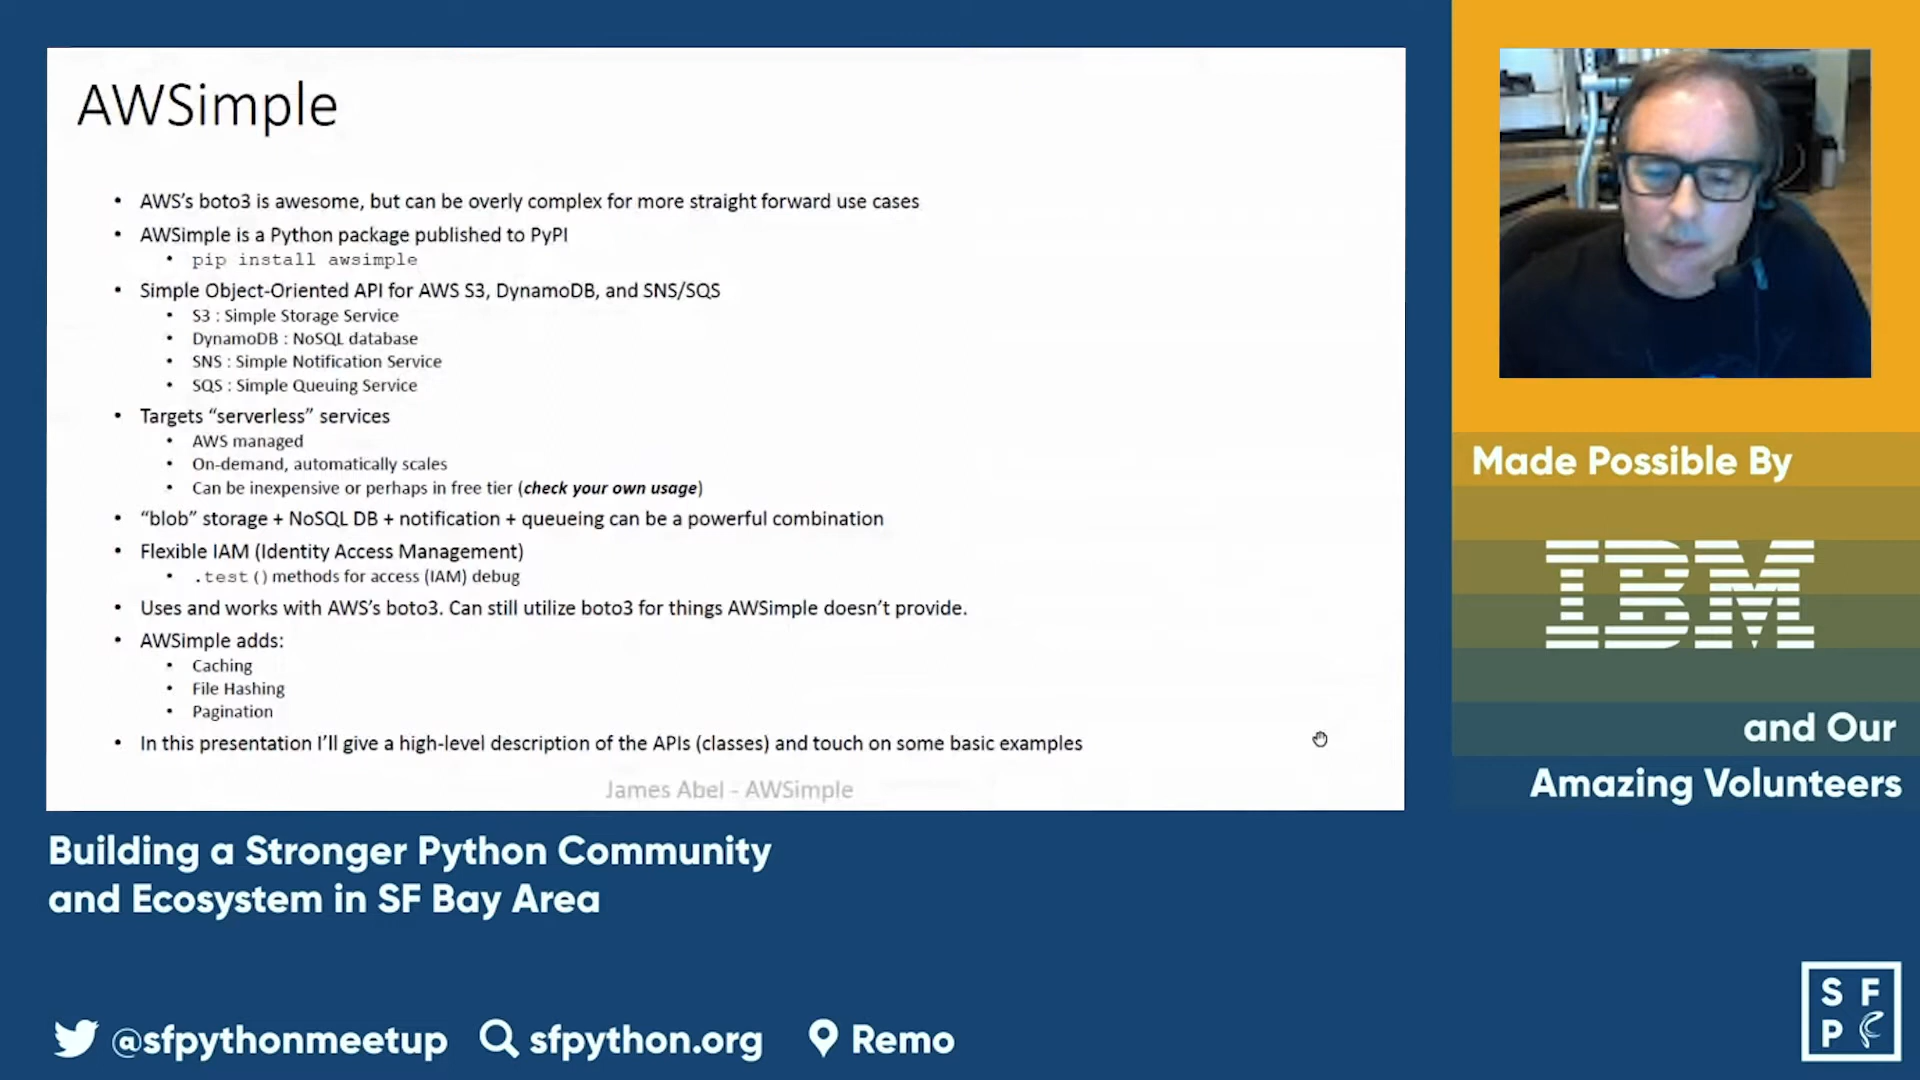 AWSimple
• AWS’s boto3 is awesome, but can be overly complex for more straight forward use cases
• AWSimple is a Python package published to PyPI
• pip install awsimple
• Simple Object-Oriented API for AWS S3, DynamoDB, and SNS/SQS
• S3 : Simple Storage Service
• DynamoDB : NoSQL database
• SNS : Simple Notification Service
• SQS : Simple Queuing Service
• Targets “serverless” services
• AWS managed
• On-demand, automatically scales
• Can be inexpensive or perhaps in free tier (check your own usage)
• “blob” storage + NoSQL DB + notification + queueing can be a powerful combination
• Flexible IAM (Identity Access Management)
• .test() methods for access (IAM) debug
• Uses and works with AWS’s boto3. Can still utilize boto3 for things AWSimple doesn’t provide.
• AWSimple adds:
• Caching
• File Hashing
• Pagination
• In this presentation I’ll give a high-level description of the APIs (classes) and touch on some basic examples
James Abel - AWSimple
Made Possible By
IBM
and Our
Amazing Volunteers
Building a Stronger Python Community
and Ecosystem in SF Bay Area
@sfpythonmeetup sfpython.org Remo
S F
P